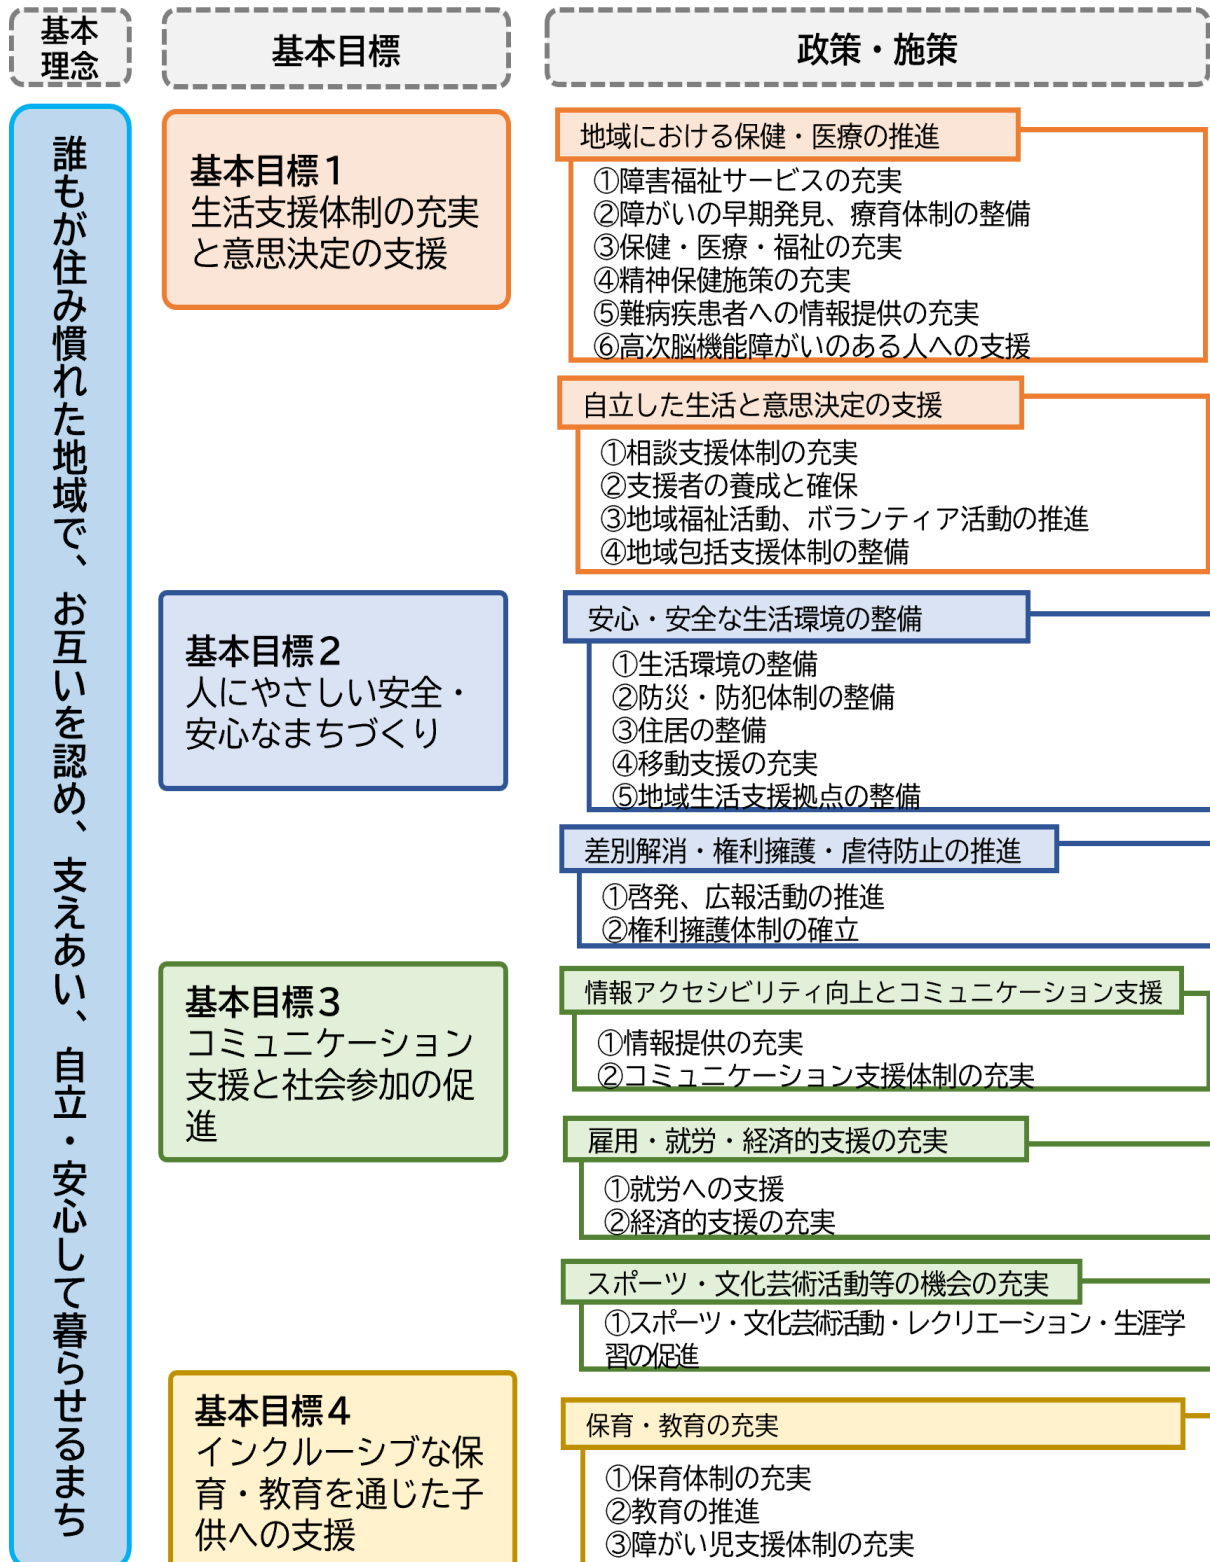 基本
理念
基本目標
政策・施策
誰もが住み慣れた地域で、お互いを認め、支えあい、自立・安心して暮らせるまち
基本目標１
生活支援体制の充実
と意思決定の支援
地域における保健・医療の推進
①障害福祉サービスの充実
②障がいの早期発見、療育体制の整備
③保健・医療・福祉の充実
④精神保健施策の充実
⑤難病疾患者への情報提供の充実
⑥高次脳機能障がいのある人への支援
自立した生活と意思決定の支援
①相談支援体制の充実
②支援者の養成と確保
③地域福祉活動、ボランティア活動の推進
④地域包括支援体制の整備
基本目標２
人にやさしい安全・
安心なまちづくり
安心・安全な生活環境の整備
①生活環境の整備
②防災・防犯体制の整備
③住居の整備
④移動支援の充実
⑤地域生活支援拠点の整備
差別解消・権利擁護・虐待防止の推進
①啓発、広報活動の推進
②権利擁護体制の確立
基本目標３
コミュニケーション
支援と社会参加の促
進
情報アクセシビリティ向上とコミュニケーション支援
①情報提供の充実
②コミュニケーション支援体制の充実
雇用・就労・経済的支援の充実
①就労への支援
②経済的支援の充実
スポーツ・文化芸術活動等の機会の充実
①スポーツ・文化芸術活動・レクリエーション・生涯学
習の促進
基本目標４
インクルーシブな保
育・教育を通じた子
供への支援
保育・教育の充実
①保育体制の充実
②教育の推進
③障がい児支援体制の充実